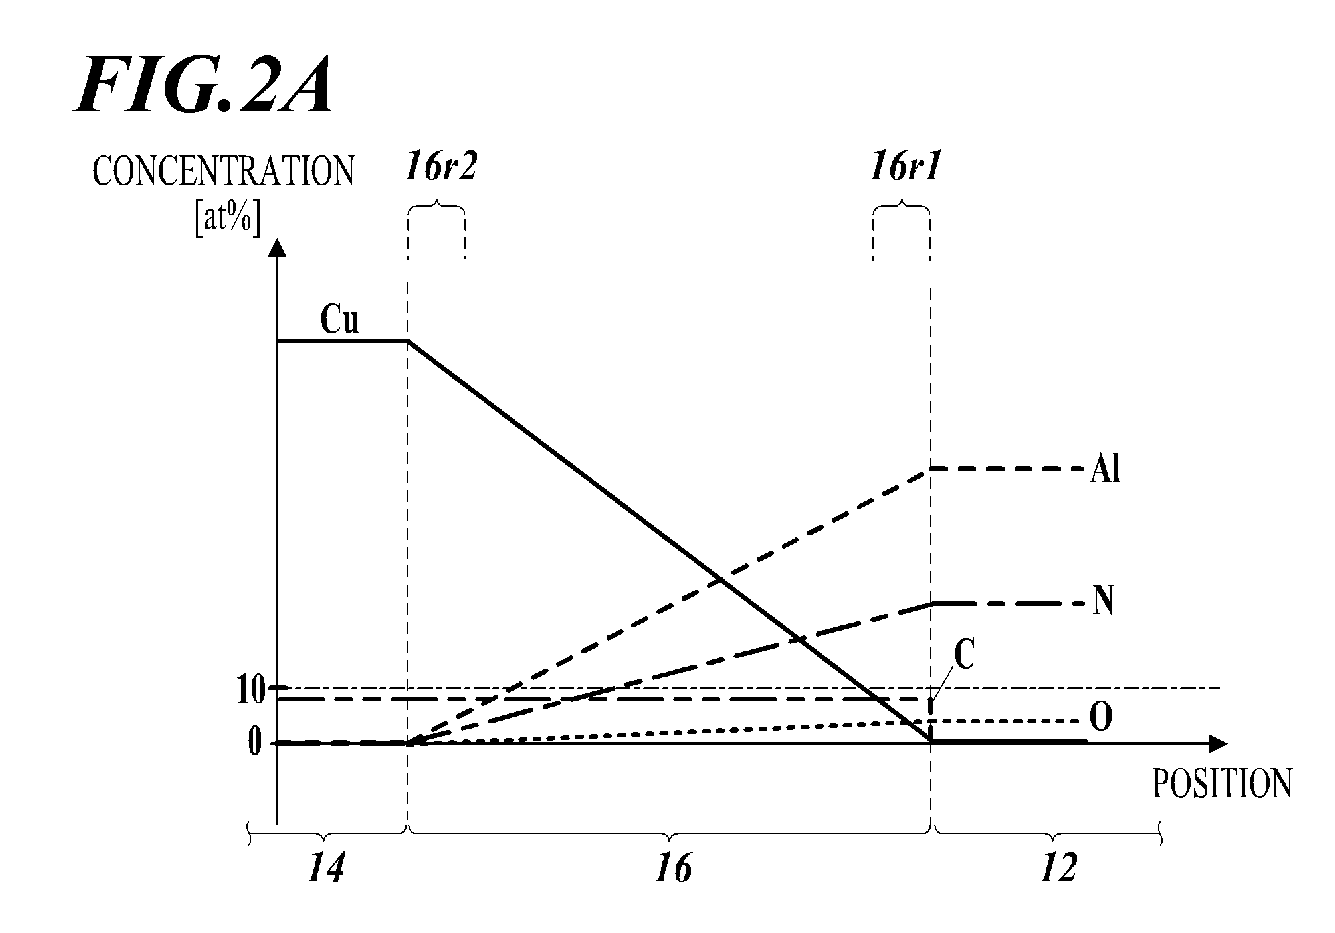 FIG.2A
CONCENTRATION
[at%]
16r2
16r1
Cu
Al
N
C
10
O
0
POSITION
14
16
12